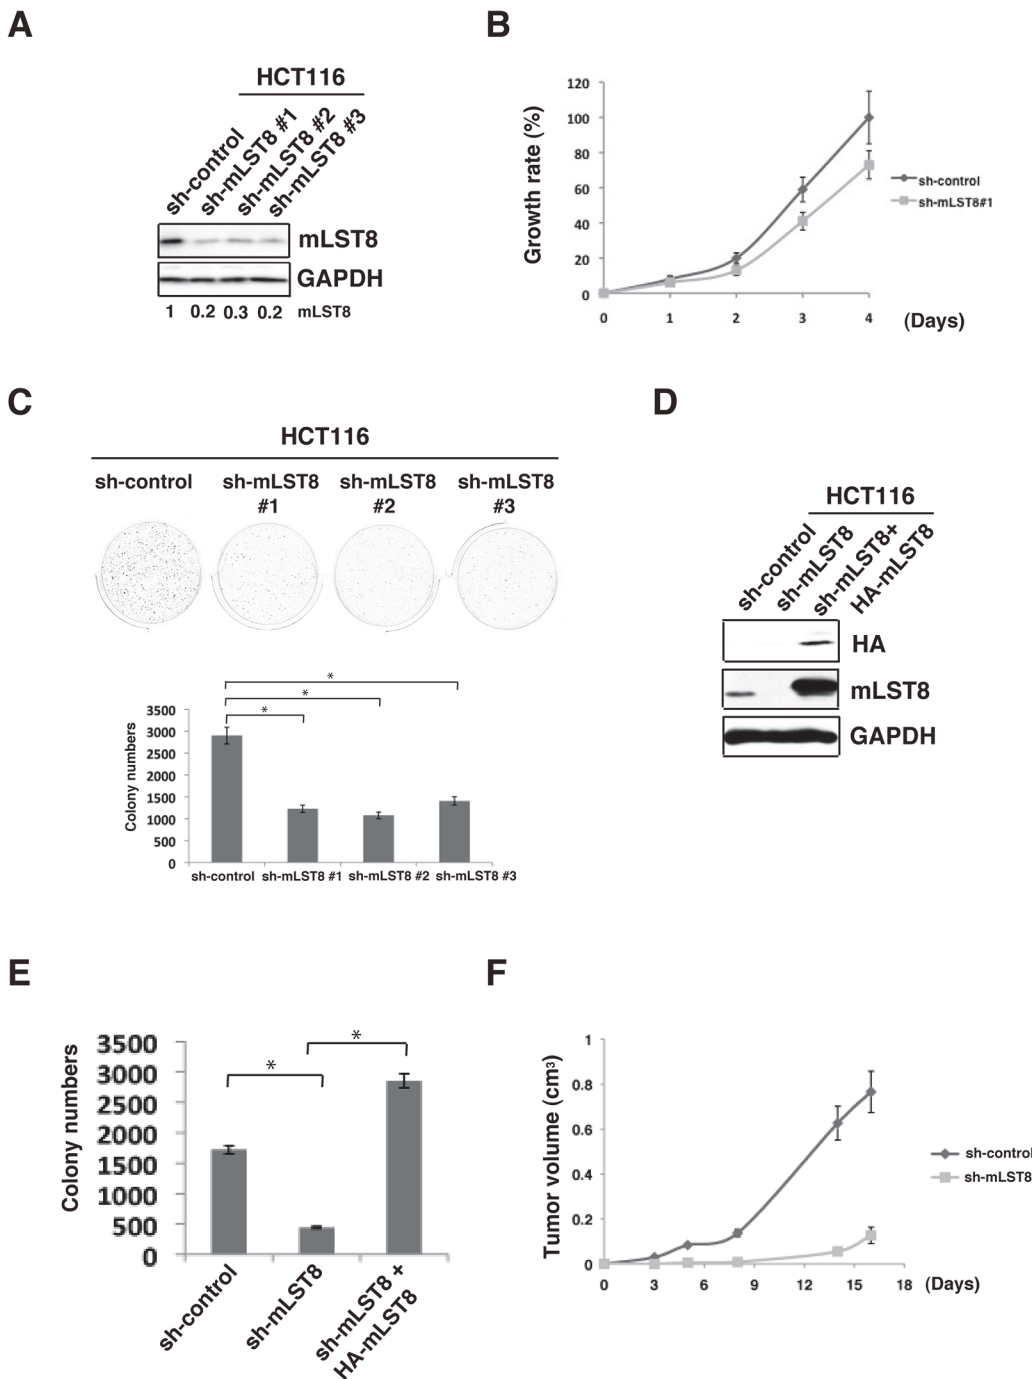 A
HCT116
sh-control
sh-mLST8 #1
sh-mLST8 #2
sh-mLST8 #3
mLST8
GAPDH
1 0.2 0.3 0.2 mLST8
B
Growth rate (%)
120
100
80
60
40
20
0
0 1 2 3 4 (Days)
sh-control
sh-mLST8#1
C
HCT116
sh-control sh-mLST8 sh-mLST8 sh-mLST8
#1 #2 #3
*
*
*
Colony numbers
3500
3000
2500
2000
1500
1000
500
0
sh-control sh-mLST8 #1 sh-mLST8 #2 sh-mLST8 #3
D
HCT116
sh-control
sh-mLST8
sh-mLST8+
HA-mLST8
HA
mLST8
GAPDH
E
Colony numbers
3500
3000
2500
2000
1500
1000
500
0
*
*
sh-control
sh-mLST8
sh-mLST8 +
HA-mLST8
F
Tumor volume (cm³)
1
0.8
0.6
0.4
0.2
0
0 3 6 9 12 15 18 (Days)
sh-control
sh-mLST8